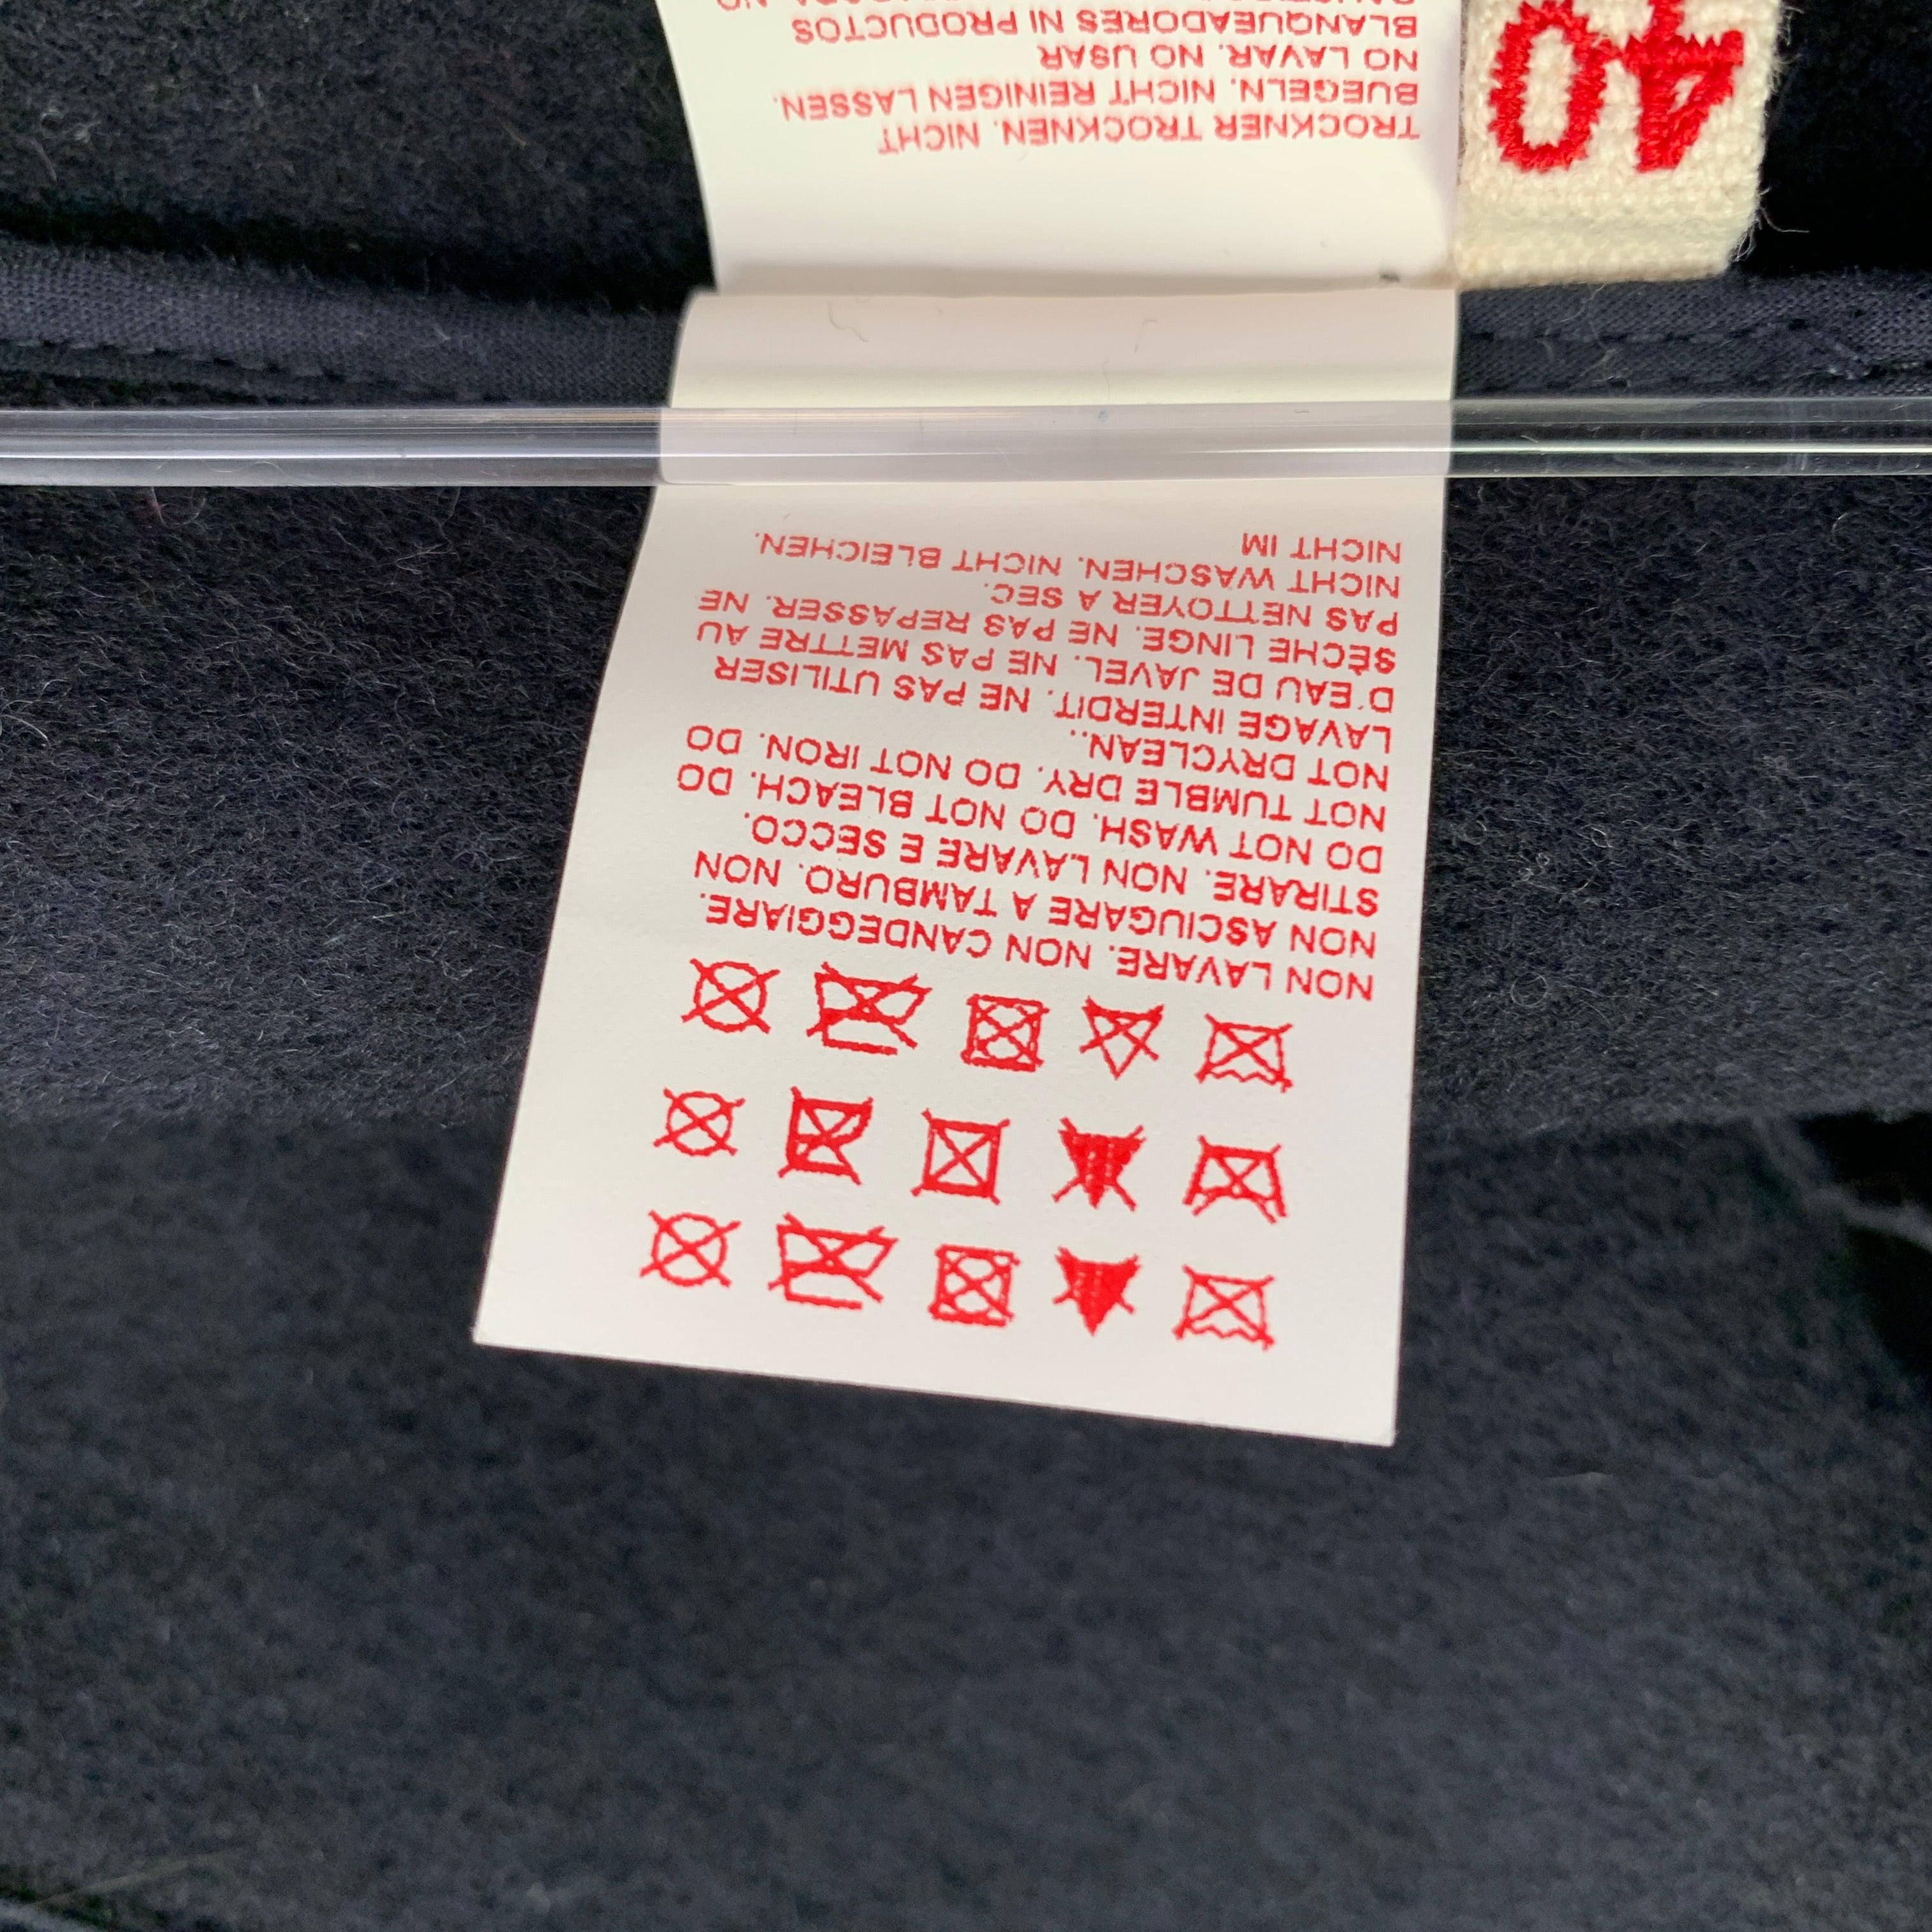 NON LAVARE. NON CANDEGGIARE.
NON ASCIUGARE A TAMBURO. NON
STIRARE. NON LAVARE E SECCO.
DO NOT WASH. DO NOT BLEACH. DO
NOT TUMBLE DRY. DO NOT IRON. DO
NOT DRYCLEAN..
LAVAGE INTERDIT. NE PAS UTILISER
D'EAU DE JAVEL. NE PAS METTRE AU
SÈCHE LINGE. NE PAS REPASSER. NE
PAS NETTOYER A SEC.
NICHT WASCHEN. NICHT BLEICHEN.
NICHT IM
TROCKNER TROCKNEN. NICHT
BUEGELN. NICHT REINIGEN LASSEN.
NO LAVAR. NO USAR
BLANQUEADORES NI PRODUCTOS
40